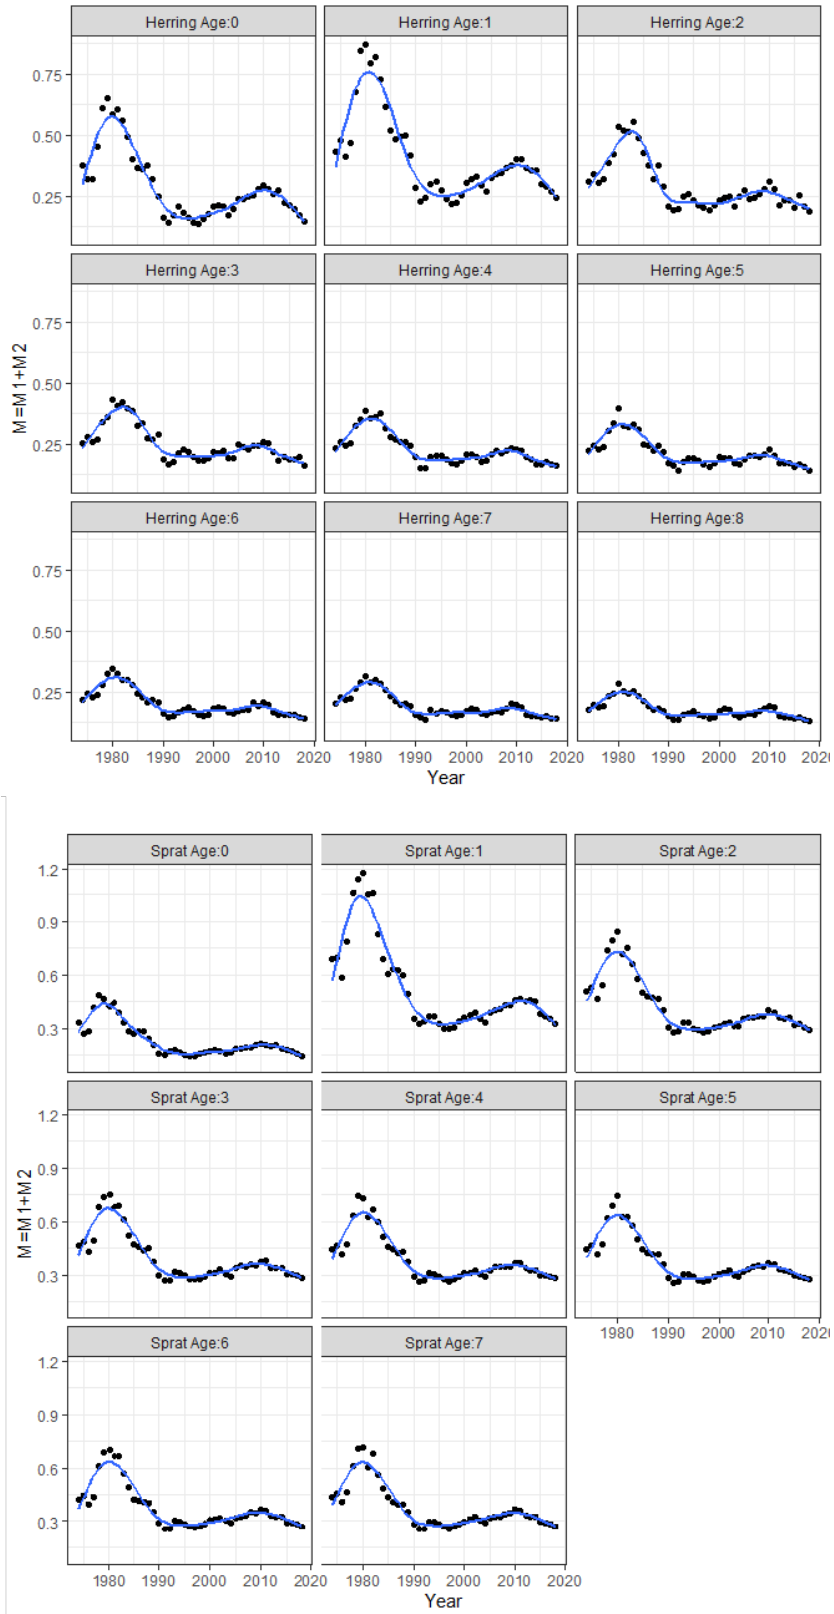 Herring Age:0 Herring Age:1 Herring Age:2
0.75
0.50
0.25
Herring Age:3 Herring Age:4 Herring Age:5
0.75
0.50
0.25
M=M1+M2
Herring Age:6 Herring Age:7 Herring Age:8
0.75
0.50
0.25
1980 1990 2000 2010 2020 1980 1990 2000 2010 2020 1980 1990 2000 2010 2020
Year
Sprat Age:0 Sprat Age:1 Sprat Age:2
1.2
0.9
0.6
0.3
Sprat Age:3 Sprat Age:4 Sprat Age:5
1.2
0.9
0.6
0.3
M=M1+M2
1980 1990 2000 2010 2020
Sprat Age:6 Sprat Age:7
1.2
0.9
0.6
0.3
1980 1990 2000 2010 2020 1980 1990 2000 2010 2020
Year